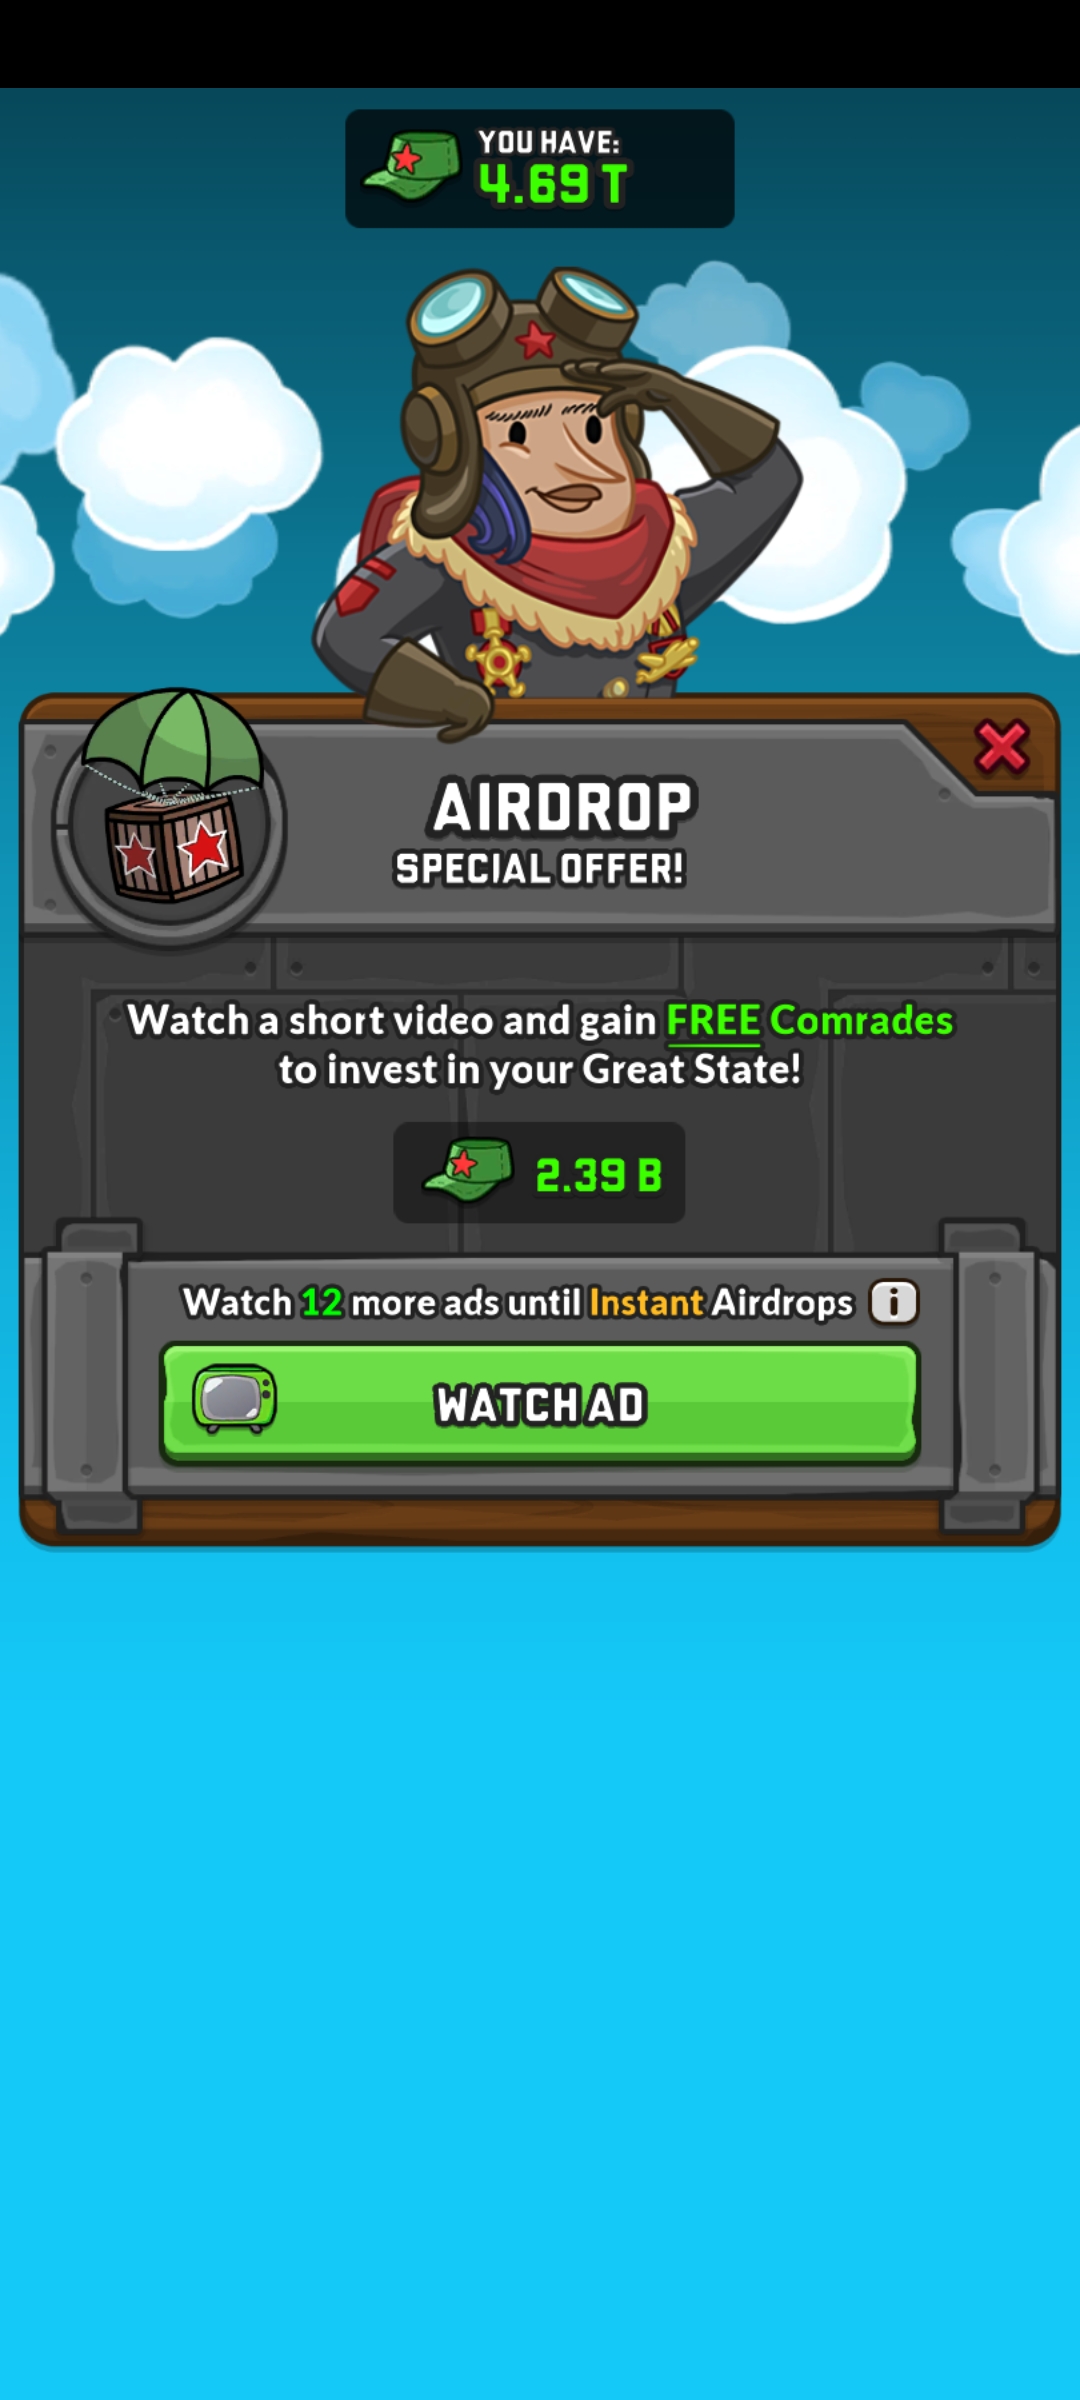 YOU HAVE:
4.69 T
AIRDROP
SPECIAL OFFER!
Watch a short video and gain FREE Comrades
to invest in your Great State!
2.39 B
Watch 12 more ads until Instant Airdrops i
WATCH AD